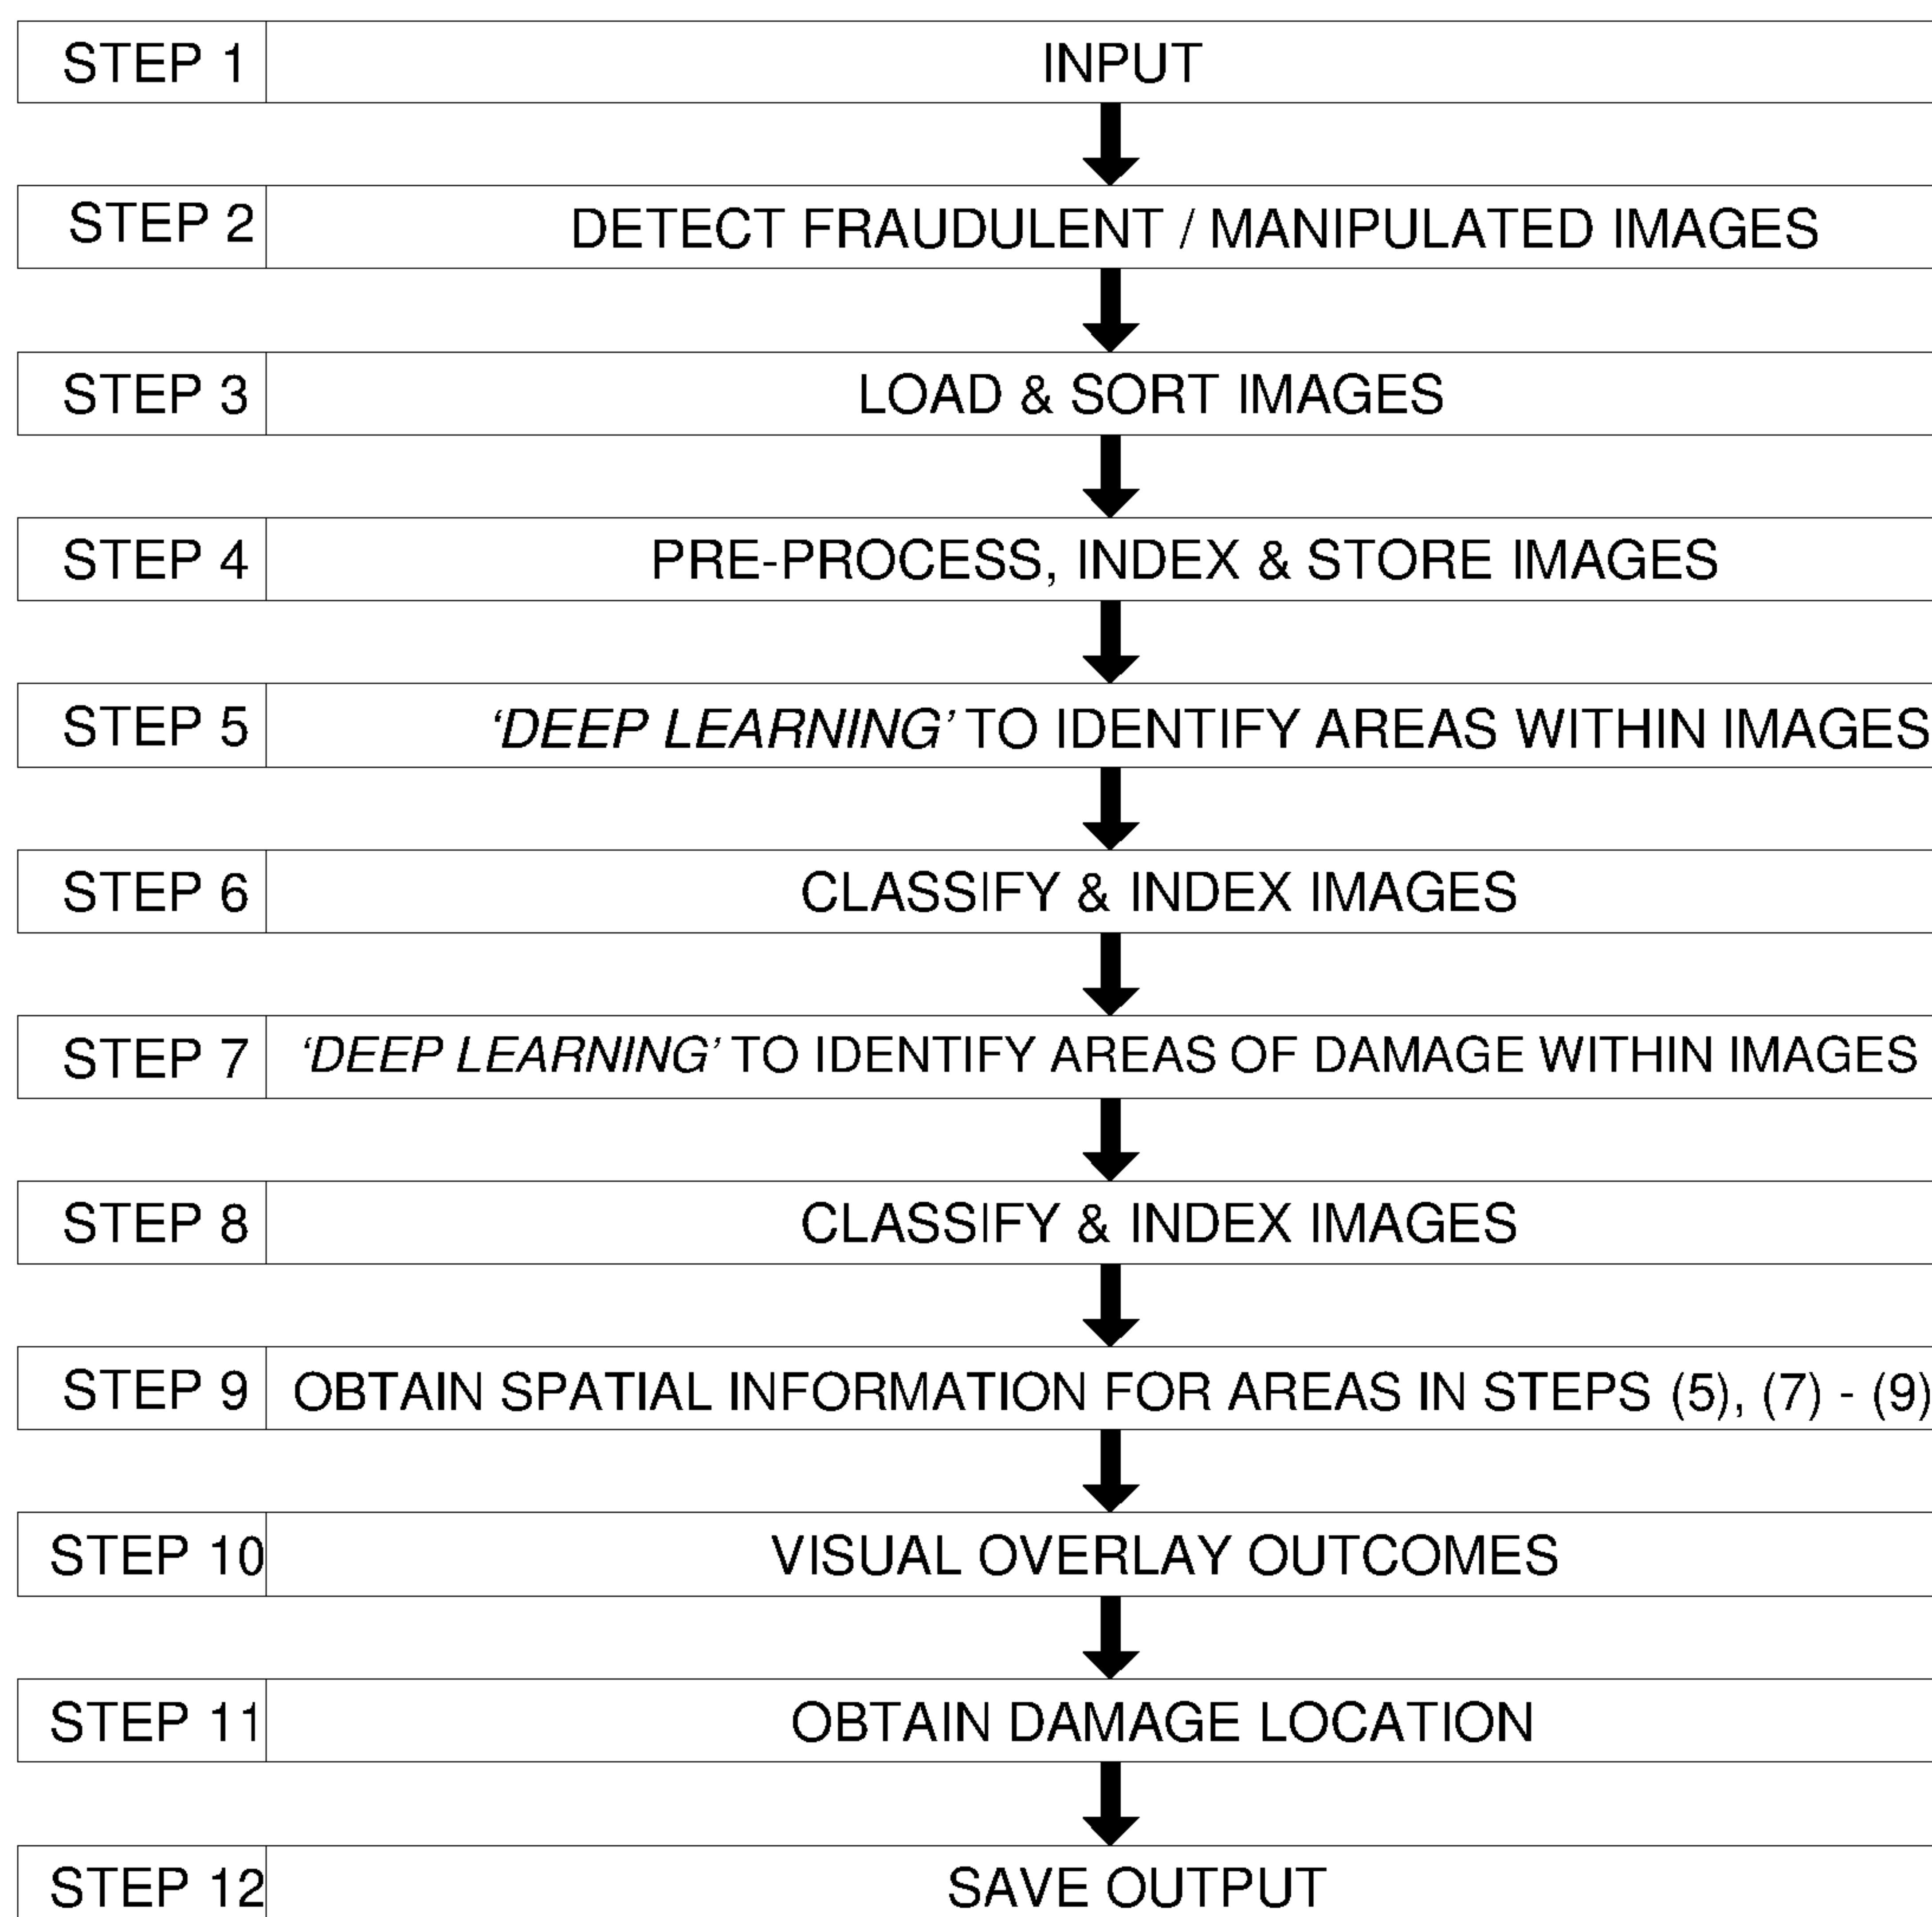 STEP 1 INPUT
STEP 2 DETECT FRAUDULENT / MANIPULATED IMAGES
STEP 3 LOAD & SORT IMAGES
STEP 4 PRE-PROCESS, INDEX & STORE IMAGES
STEP 5 ‘DEEP LEARNING’ TO IDENTIFY AREAS WITHIN IMAGES
STEP 6 CLASSIFY & INDEX IMAGES
STEP 7 ‘DEEP LEARNING’ TO IDENTIFY AREAS OF DAMAGE WITHIN IMAGES
STEP 8 CLASSIFY & INDEX IMAGES
STEP 9 OBTAIN SPATIAL INFORMATION FOR AREAS IN STEPS (5), (7) - (9)
STEP 10 VISUAL OVERLAY OUTCOMES
STEP 11 OBTAIN DAMAGE LOCATION
STEP 12 SAVE OUTPUT